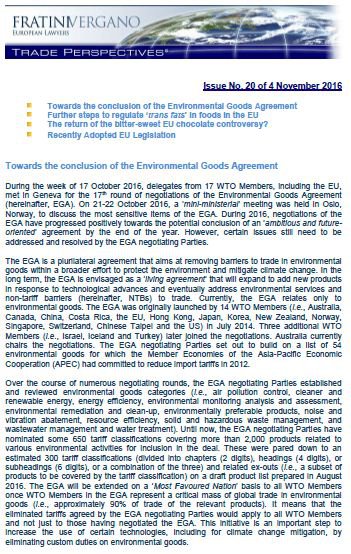 FRATINIVERGANO
EUROPEAN LAWYERS
TRADE PERSPECTIVES®
Issue No. 20 of 4 November 2016
Towards the conclusion of the Environmental Goods Agreement
Further steps to regulate ‘trans fats’ in foods in the EU
The return of the bitter-sweet EU chocolate controversy?
Recently Adopted EU Legislation
Towards the conclusion of the Environmental Goods Agreement
During the week of 17 October 2016, delegates from 17 WTO Members, including the EU,
met in Geneva for the 17th round of negotiations of the Environmental Goods Agreement
(hereinafter, EGA). On 21-22 October 2016, a ‘mini-ministerial’ meeting was held in Oslo,
Norway, to discuss the most sensitive items of the EGA. During 2016, negotiations of the
EGA have progressed positively towards the potential conclusion of an ‘ambitious and future-
oriented’ agreement by the end of the year. However, certain issues still need to be
addressed and resolved by the EGA negotiating Parties.
The EGA is a plurilateral agreement that aims at removing barriers to trade in environmental
goods within a broader effort to protect the environment and mitigate climate change. In the
long term, the EGA is envisaged as a ‘living agreement’ that will expand to add new products
in response to technological advances and eventually address environmental services and
non-tariff barriers (hereinafter, NTBs) to trade. Currently, the EGA relates only to
environmental goods. The EGA was originally launched by 14 WTO Members (i.e., Australia,
Canada, China, Costa Rica, the EU, Hong Kong, Japan, Korea, New Zealand, Norway,
Singapore, Switzerland, Chinese Taipei and the US) in July 2014. Three additional WTO
Members (i.e., Israel, Iceland and Turkey) later joined the negotiations. Australia currently
chairs the negotiations. The EGA negotiating Parties set out to build on a list of 54
environmental goods for which the Member Economies of the Asia-Pacific Economic
Cooperation (APEC) had committed to reduce import tariffs in 2012.
Over the course of numerous negotiating rounds, the EGA negotiating Parties established
and reviewed environmental goods categories (i.e., air pollution control, cleaner and
renewable energy, energy efficiency, environmental monitoring analysis and assessment,
environmental remediation and clean-up, environmentally preferable products, noise and
vibration abatement, resource efficiency, solid and hazardous waste management, and
wastewater management and water treatment). Until now, the EGA negotiating Parties have
nominated some 650 tariff classifications covering more than 2,000 products related to
various environmental activities for inclusion in the deal. These were pared down to an
estimated 300 tariff classifications (divided into chapters (2 digits), headings (4 digits), or
subheadings (6 digits), or a combination of the three) and related ex-outs (i.e., a subset of
products to be covered by the tariff classification) on a draft product list prepared in August
2016. The EGA will be extended on a ‘Most Favoured Nation’ basis to all WTO Members
once WTO Members in the EGA represent a critical mass of global trade in environmental
goods (i.e., approximately 90% of trade of the relevant products). It means that the
eliminated tariffs agreed by the EGA negotiating Parties would apply to all WTO Members
and not just to those having negotiated the EGA. This initiative is an important step to
increase the use of certain technologies, including for climate change mitigation, by
eliminating custom duties on environmental goods.